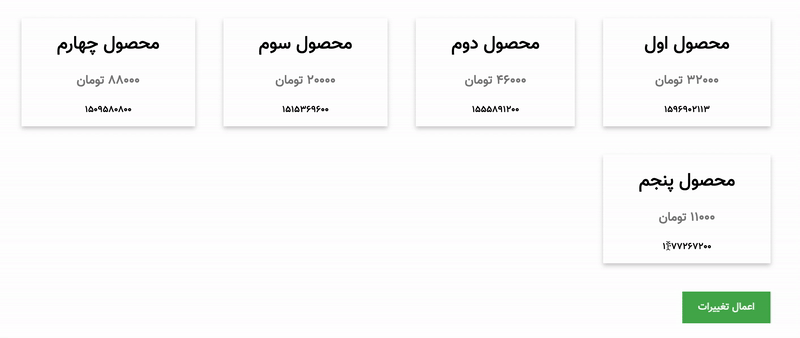 محصول اول
۳۲۰۰۰ تومان
۱۵۹۶۹۰۲۱۱۳
محصول دوم
۴۶۰۰۰ تومان
۱۵۵۵۸۹۱۲۰۰
محصول سوم
۲۰۰۰۰ تومان
۱۵۱۵۳۶۹۶۰۰
محصول چهارم
۸۸۰۰۰ تومان
۱۵۰۹۵۸۰۸۰۰
محصول پنجم
۱۱۰۰۰ تومان
اعمال تغییرات